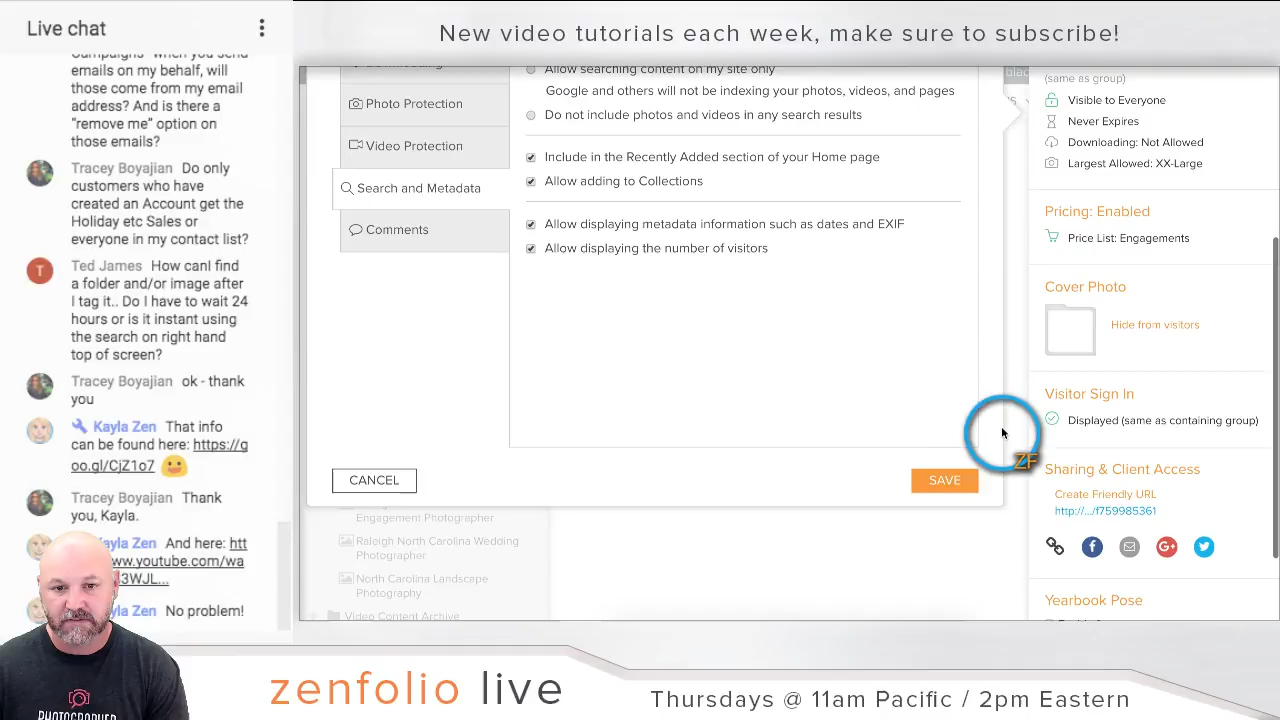 Live chat
Campaigns" When you send
emails on my behalf, will
those come from my email
address? And is there a
"remove me" option on
those emails?
Tracey Boyajian Do only
customers who have
created an Account get the
Holiday etc Sales or
everyone in my contact list?
T
Ted James How canI find
a folder and/or image after
I tag it.. Do I have to wait 24
hours or is it instant using
the search on right hand
top of screen?
Tracey Boyajian ok - thank
you
Kayla Zen That info
can be found here: https://g
oo.gl/CjZ1o7
Tracey Boyajian Thank
you, Kayla.
ayla Zen And here: htt
www.youtube.com/wa
3WJL...
yla Zen No problem!
New video tutorials each week, make sure to subscribe!
Photo Protection
Video Protection
Search and Metadata
Comments
Allow searching content on my site only
Google and others will not be indexing your photos, videos, and pages
Do not include photos and videos in any search results
Include in the Recently Added section of your Home page
Allow adding to Collections
Allow displaying metadata information such as dates and EXIF
Allow displaying the number of visitors
CANCEL
SAVE
ZF
Engagement Photographer
Raleigh North Carolina Wedding
Photographer
North Carolina Landscape
Photography
Video Content Archive
blac
(same as group)
Visible to Everyone
Never Expires
Downloading: Not Allowed
Largest Allowed: XX-Large
Pricing: Enabled
Price List: Engagements
Cover Photo
Hide from visitors
Visitor Sign In
Displayed (same as containing group)
Sharing & Client Access
Create Friendly URL
http://.../f759985361
Yearbook Pose
PHOTOGRAPHER
zenfolio live
Thursdays @ 11am Pacific / 2pm Eastern